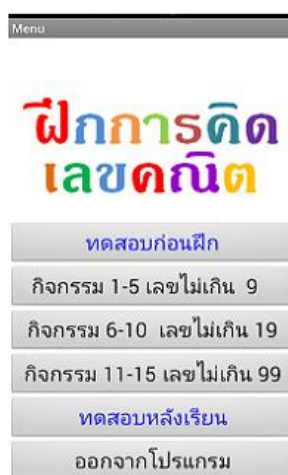 Menu
ฝึกการคิด
เลขคณิต
ทดสอบก่อนฝึก
กิจกรรม 1-5 เลขไม่เกิน 9
กิจกรรม 6-10 เลขไม่เกิน 19
กิจกรรม 11-15 เลขไม่เกิน 99
ทดสอบหลังเรียน
ออกจากโปรแกรม